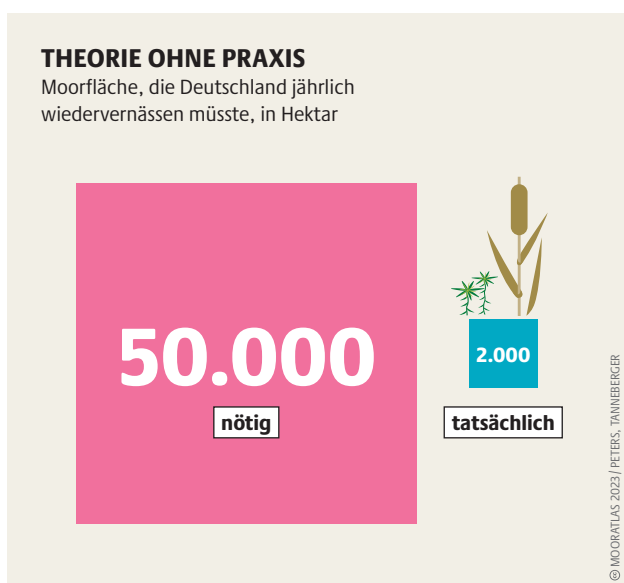 THEORIE OHNE PRAXIS
Moorfläche, die Deutschland jährlich
wiedervernässen müsste, in Hektar
50.000
nötig
2.000
tatsächlich
MOORATLAS 2023 / PETERS, TANNEBERGER